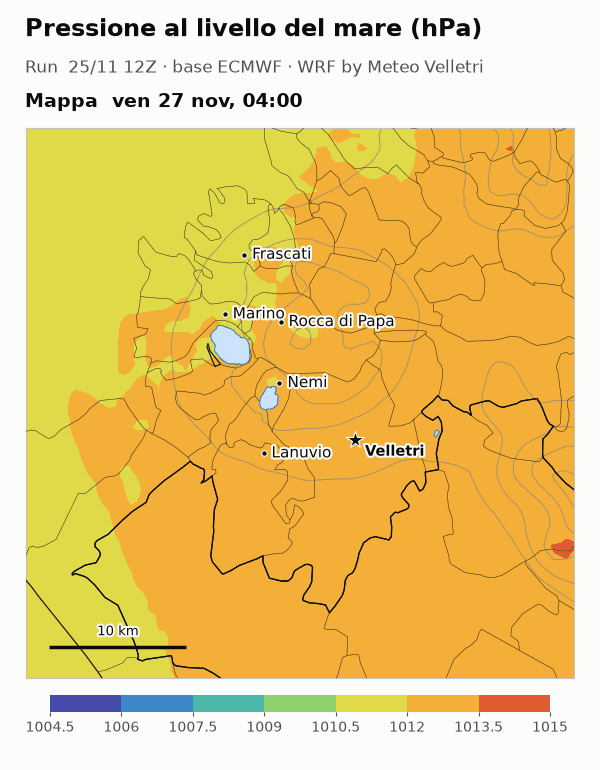 Pressione al livello del mare (hPa)
Run  25/11 12Z · base ECMWF · WRF by Meteo Velletri
Mappa  ven 27 nov, 04:00
Frascati
Marino
Rocca di Papa
Nemi
Velletri
Lanuvio
10 km
1004.5 1006 1007.5 1009 1010.5 1012 1013.5 1015